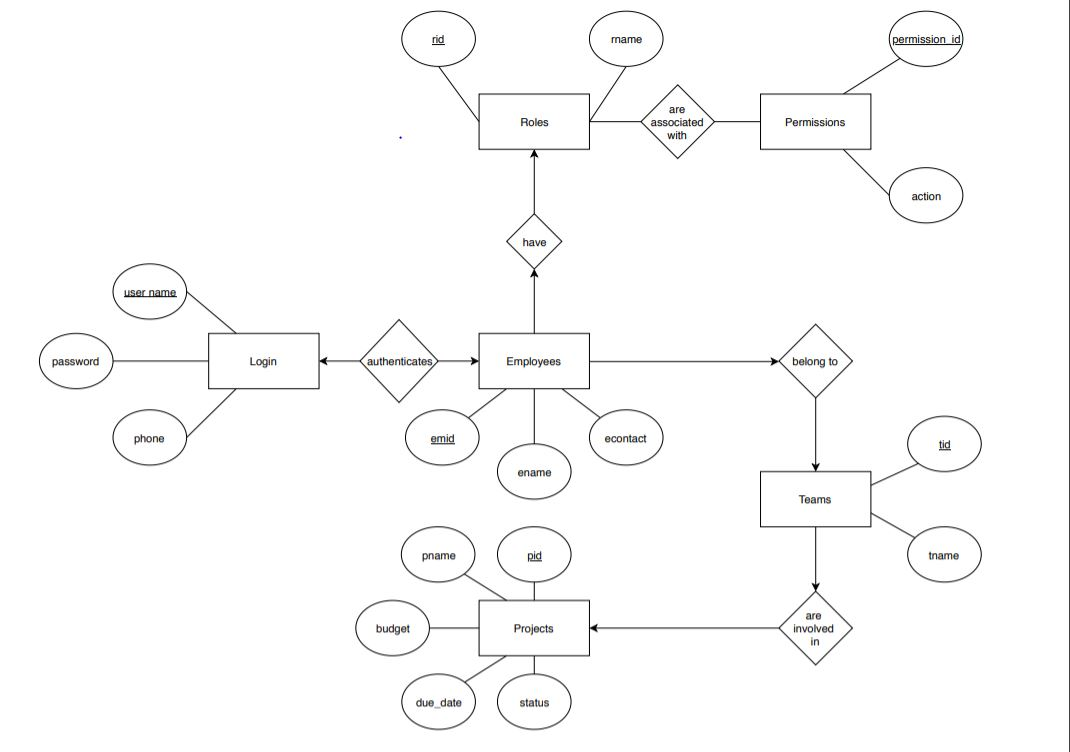 rid
rname
permission_id
Roles
are
associated
with
Permissions
action
have
user name
password
Login
authenticates
Employees
belong to
phone
emid
ename
econtact
tid
Teams
tname
pname
pid
budget
Projects
are
involved
in
due_date
status